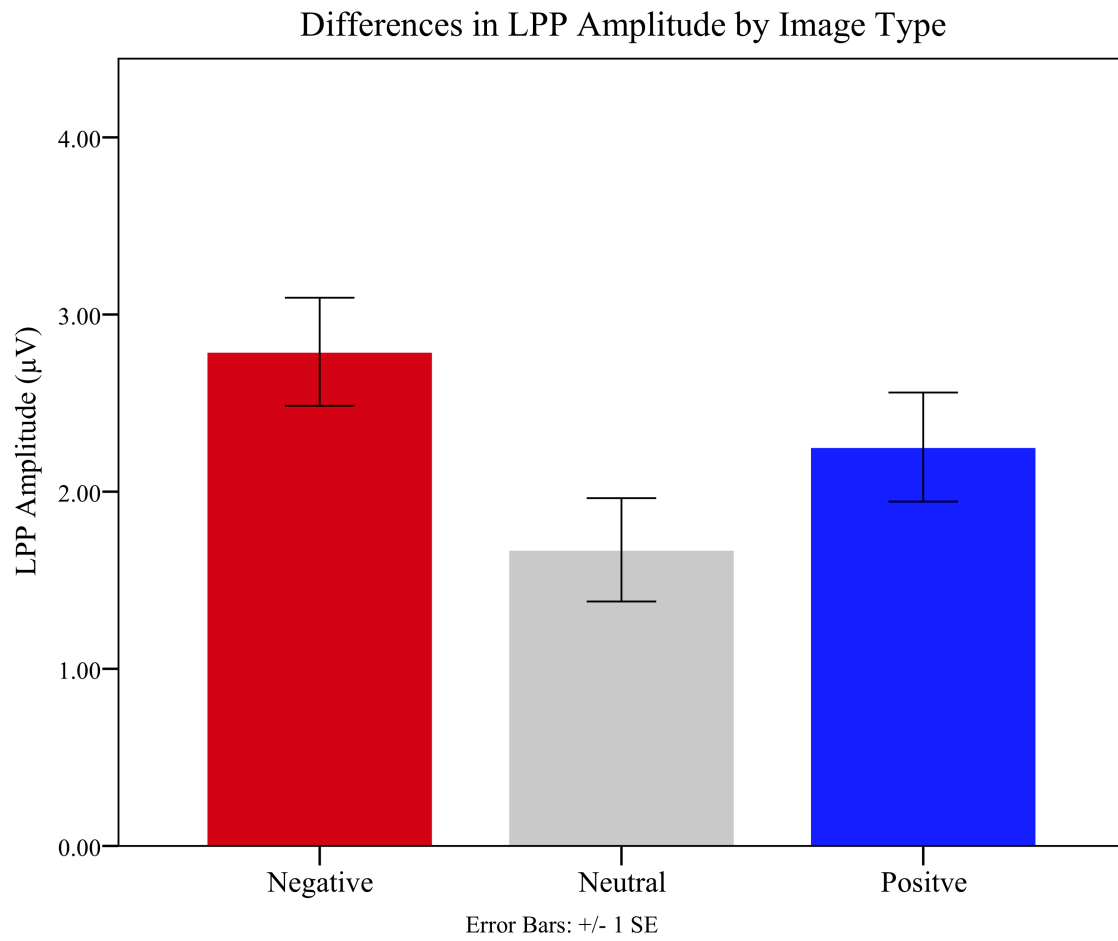 Differences in LPP Amplitude by Image Type
LPP Amplitude (µV)
4.00
3.00
2.00
1.00
0.00
Negative Neutral Positve
Error Bars: +/- 1 SE